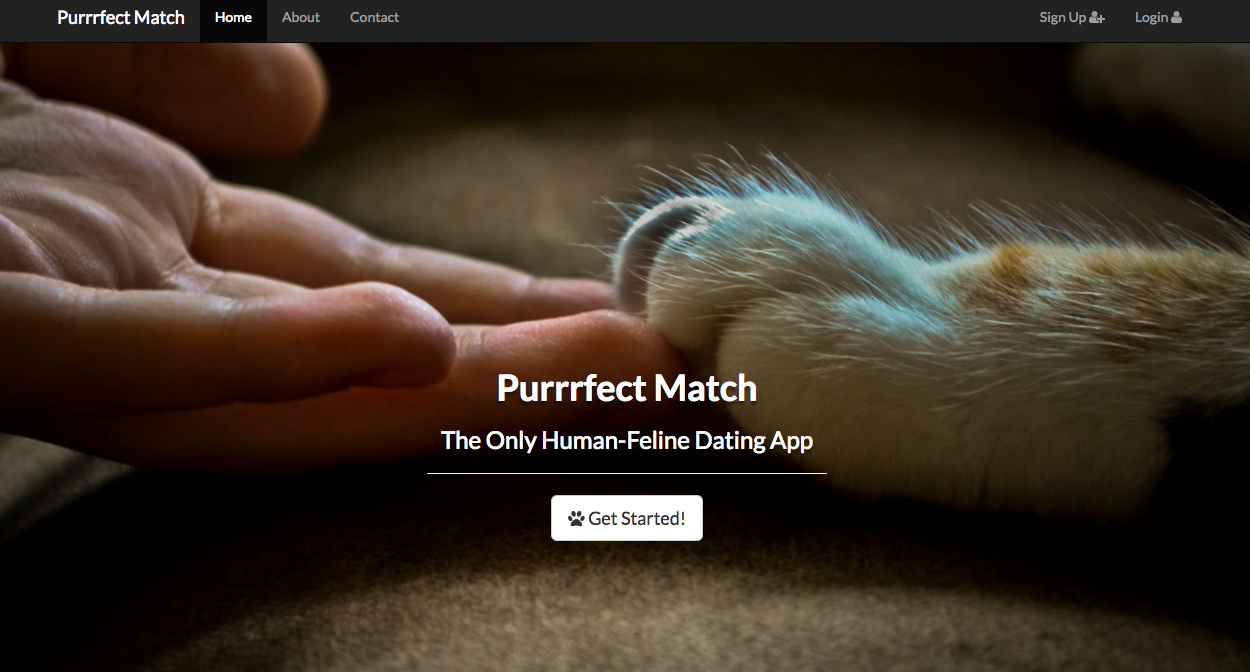 Purrrfect Match
Home
About
Contact
Sign Up
Login
Purrrfect Match
The Only Human-Feline Dating App
Get Started!